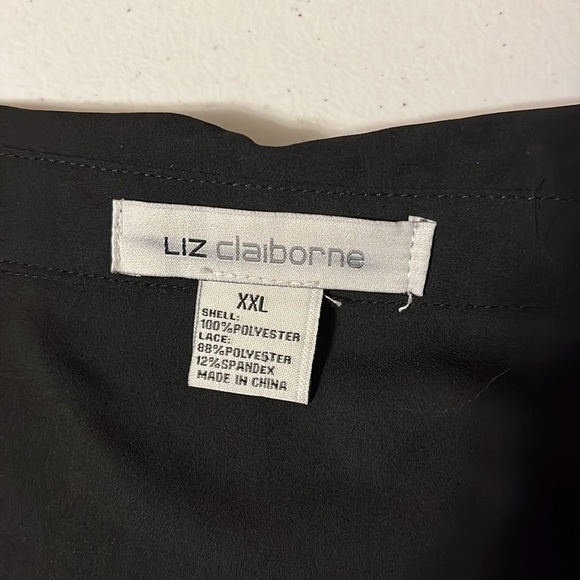 LIZ claiborne
XXL
SHELL:
100%POLYESTER
LACE:
88%POLYESTER
12%SPANDEX
MADE IN CHINA